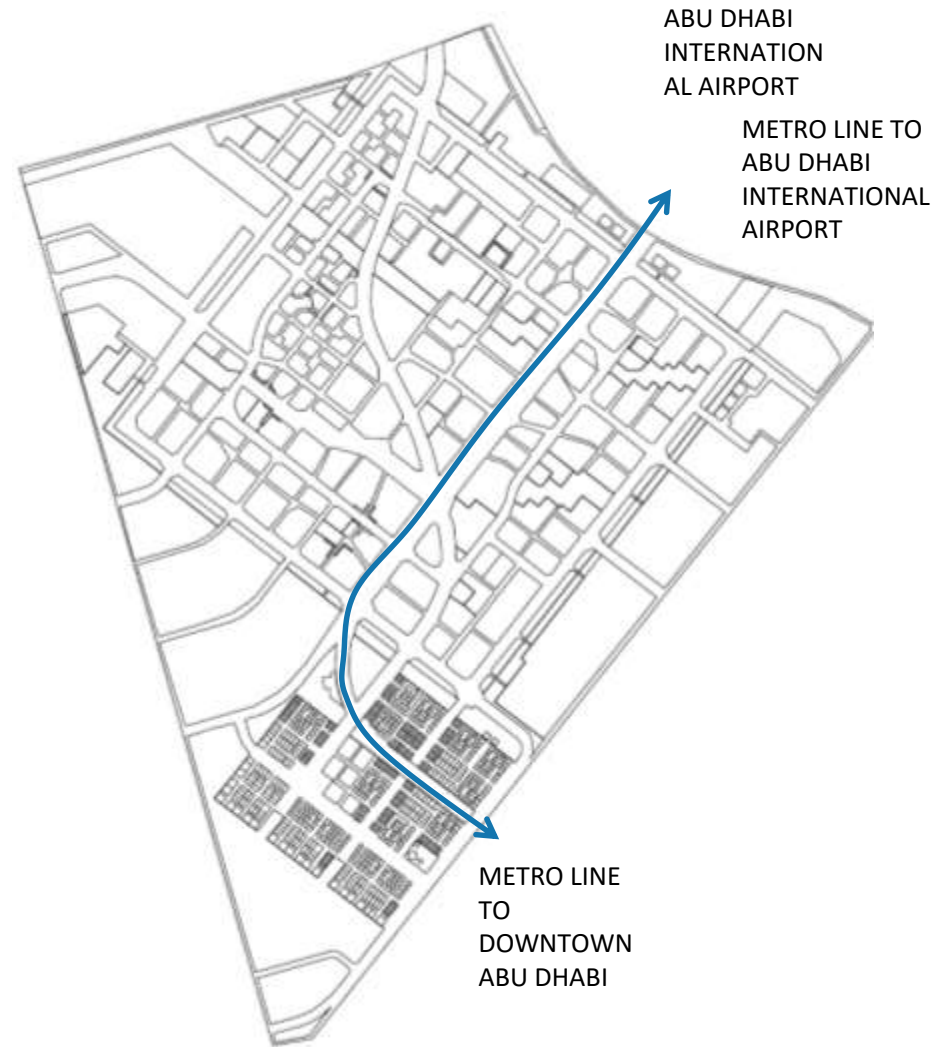 ABU DHABI
INTERNATION
AL AIRPORT
METRO LINE TO
ABU DHABI
INTERNATIONAL
AIRPORT
METRO LINE
TO
DOWNTOWN
ABU DHABI